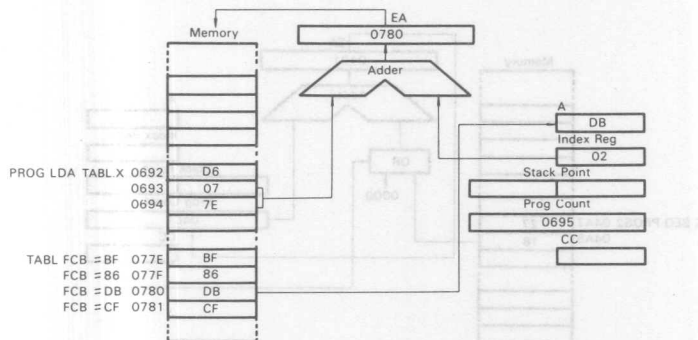 EA
0780
Memory
Adder
A
DB
Index Reg
02
Stack Point
Prog Count
0695
CC
PROG LDA TABL.X 0692 D6
0693 07
0694 7E
TABL FCB = BF 077E BF
FCB = 86 077F 86
FCB = DB 0780 DB
FCB = CF 0781 CF